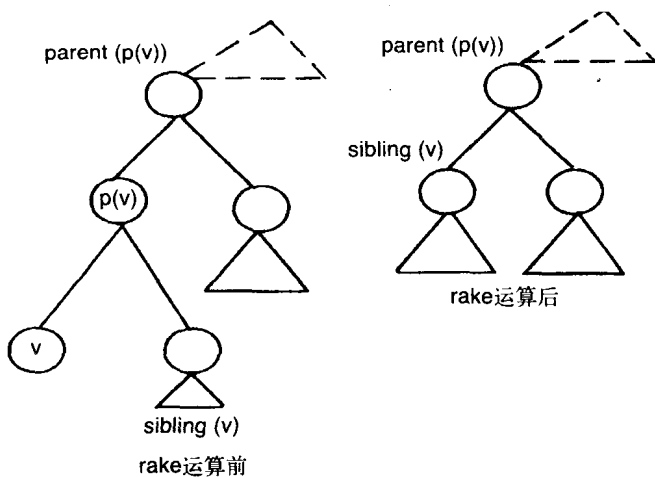 parent (p(v))
p(v)
v
sibling (v)
rake运算前
parent (p(v))
sibling (v)
rake运算后